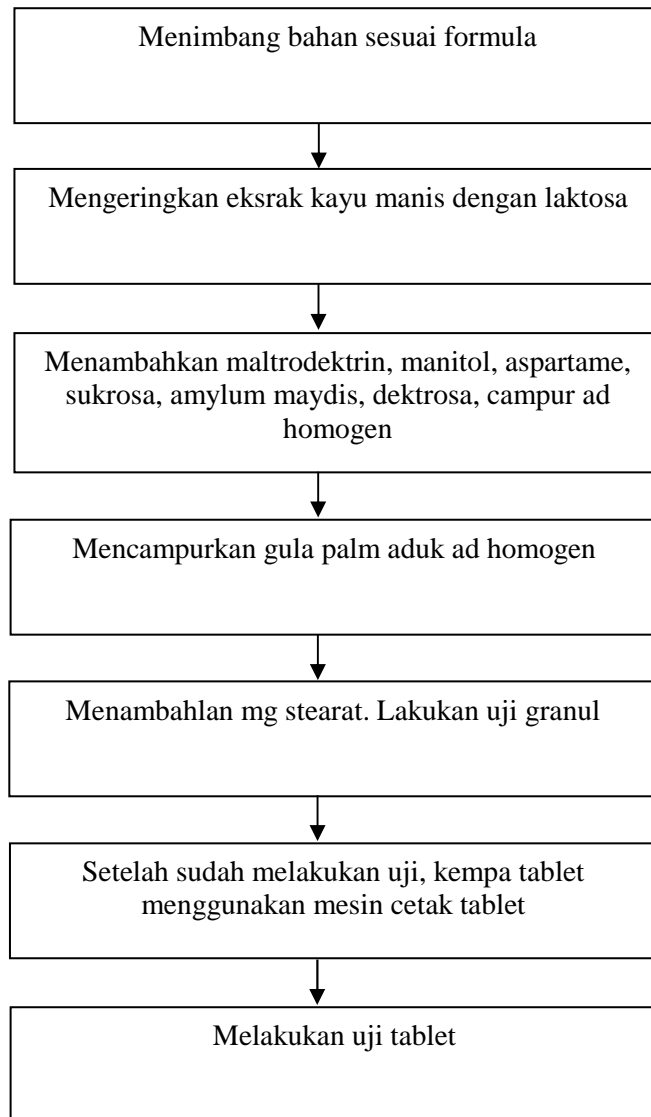 Menimbang bahan sesuai formula
Mengeringkan eksrak kayu manis dengan laktosa
Menambahkan maltrodektrin, manitol, aspartame,
sukrosa, amylum maydis, dektrosa, campur ad
homogen
Mencampurkan gula palm aduk ad homogen
Menambahlan mg stearat. Lakukan uji granul
Setelah sudah melakukan uji, kempa tablet
menggunakan mesin cetak tablet
Melakukan uji tablet